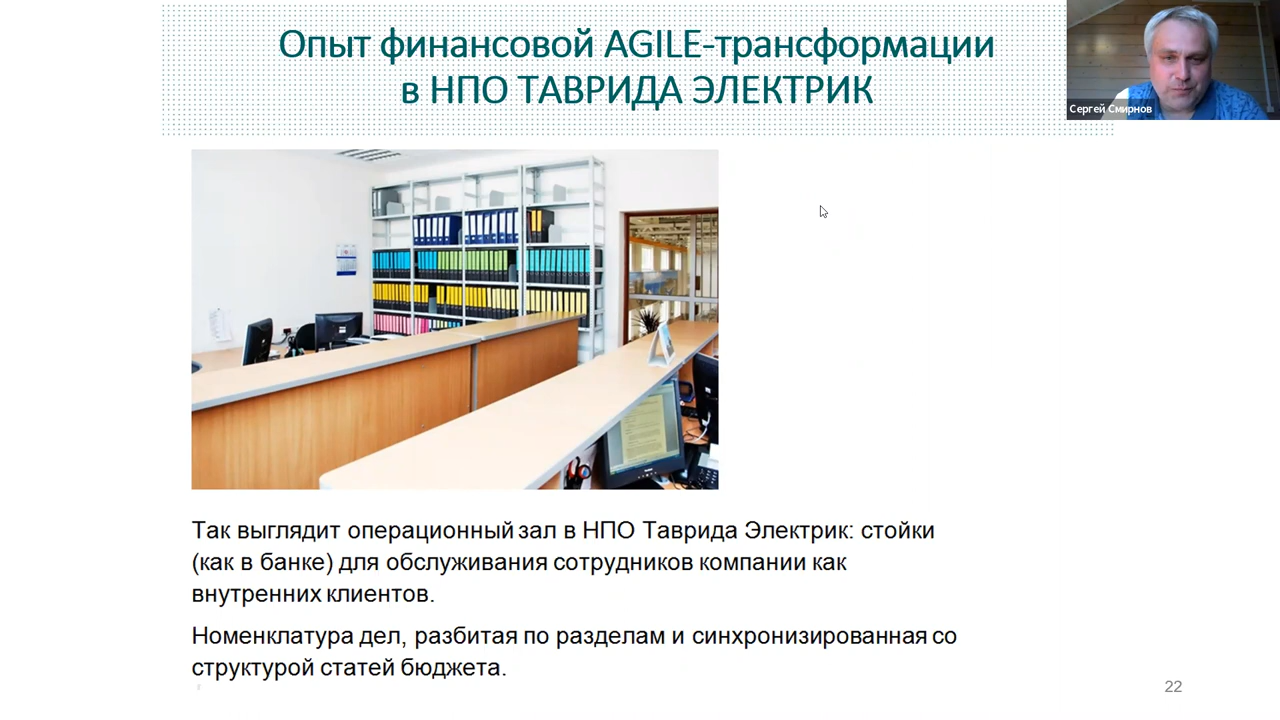 Опыт финансовой AGILE-трансформации
в НПО ТАВРИДА ЭЛЕКТРИК
Сергей Смирнов
Так выглядит операционный зал в НПО Таврида Электрик: стойки
(как в банке) для обслуживания сотрудников компании как
внутренних клиентов.
Номенклатура дел, разбитая по разделам и синхронизированная со
структурой статей бюджета.
22